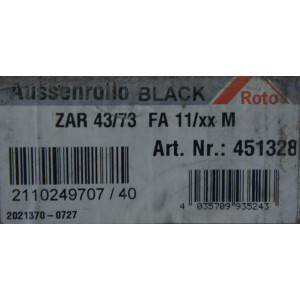 Aussenrollo BLACK
Roto
ZAR 43/73 FA 11/xx M
Art. Nr.: 451328
2110249707 / 40
2021370-0727
4 035709 935243